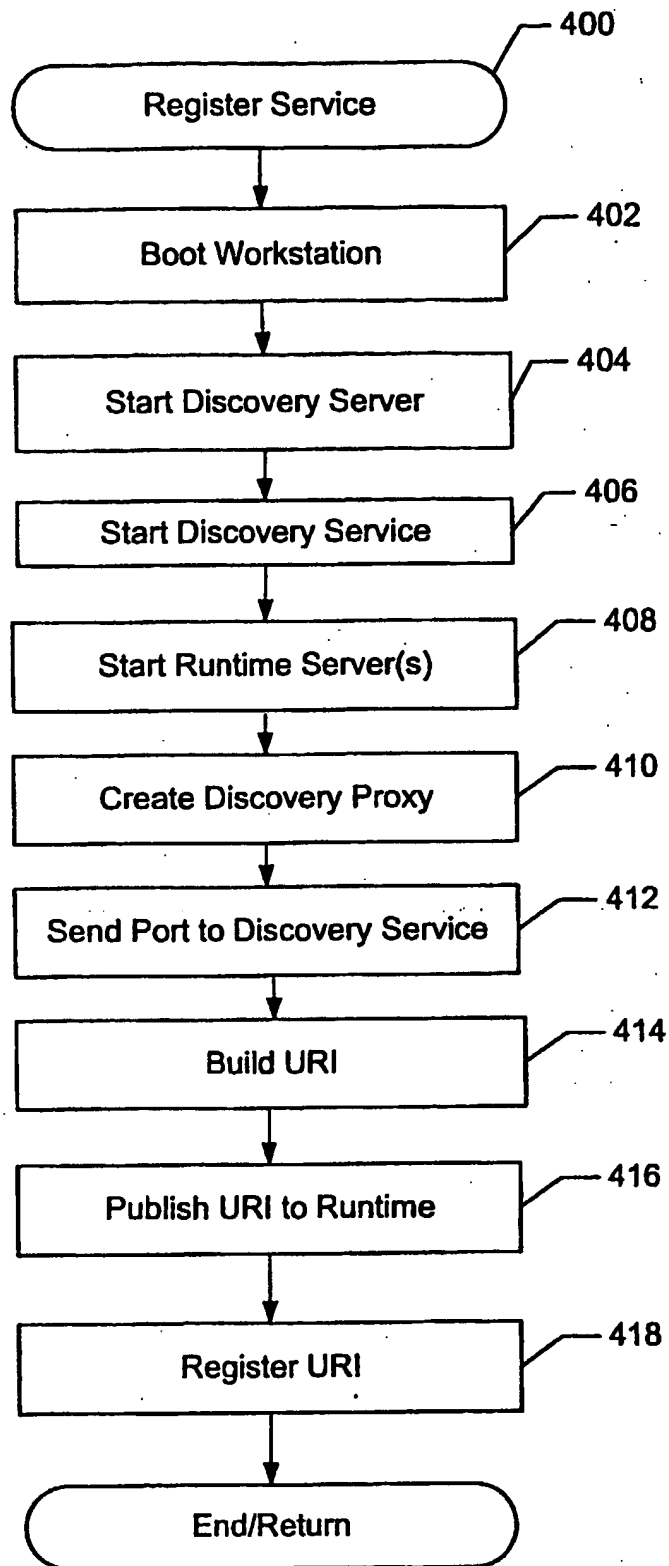 400
Register Service
402
Boot Workstation
404
Start Discovery Server
406
Start Discovery Service
408
Start Runtime Server(s)
410
Create Discovery Proxy
412
Send Port to Discovery Service
414
Build URI
416
Publish URI to Runtime
418
Register URI
End/Return